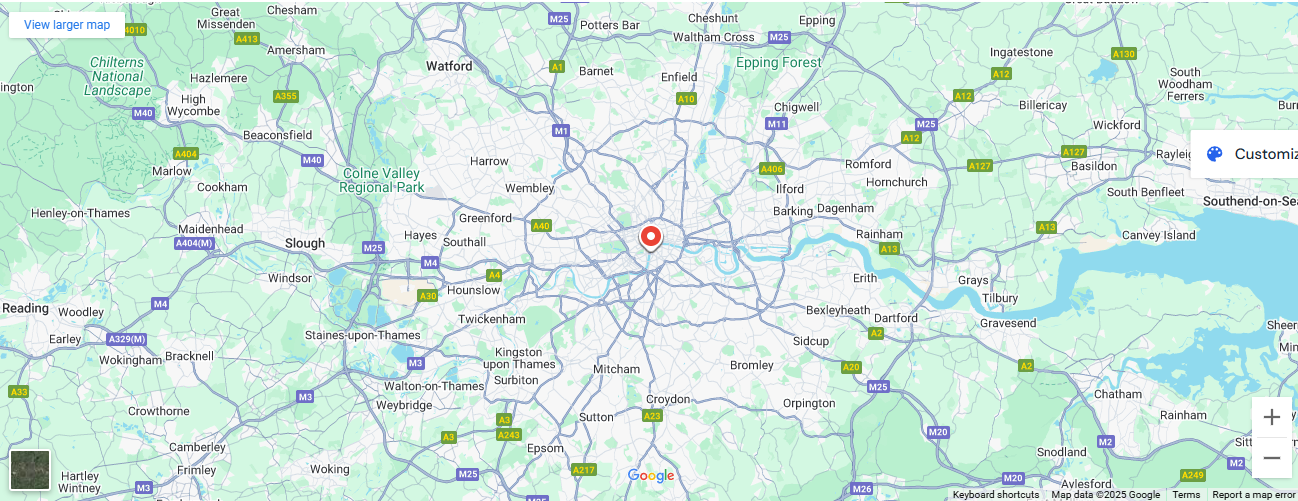 View larger map
Great
Missenden
Chesham
M25
Potters Bar
Cheshunt
Epping
Waltham Cross
M25
4010
A413
Amersham
Watford
A1
Barnet
Enfield
Epping Forest
Ingatestone
A130
Chilterns
National
Landscape
Hazlemere
A12
South
Woodham
Ferrers
ington
High
Wycombe
A355
A10
Chigwell
A12
Billericay
M40
M1
M11
M25
Wickford
Beaconsfield
A12
A404
M40
Harrow
A406
Romford
A127
A127
Basildon
Customiz
Marlow
Colne Valley
Regional Park
Wembley
Ilford
Hornchurch
Cookham
South Benfleet
Southend-on-Sea
Henley-on-Thames
Greenford
A40
Barking
Dagenham
Maidenhead
A404(M)
Slough
M25
Hayes
Southall
Rainham
A13
A13
Canvey Island
Windsor
M4
A4
Erith
Grays
M4
Hounslow
A30
Tilbury
Reading
Woodley
Twickenham
Bexleyheath
Dartford
Gravesend
Earley
A329(M)
Staines-upon-Thames
A2
Sidcup
Wokingham
Bracknell
M3
Kingston
upon Thames
Mitcham
Bromley
A20
A2
Surbiton
A33
Walton-on-Thames
M25
Chatham
M3
Weybridge
Croydon
Orpington
Crowthorne
A3
Sutton
A23
Rainham
A3
A243
M20
M2
Camberley
Epsom
Snodland
Frimley
Woking
A217
Google
M2
Hartley
Wintney
M25
M20
A249
M3
M25
M26
Aylesford
Keyboard shortcuts
Map data ©2025 Google
Terms
Report a map error